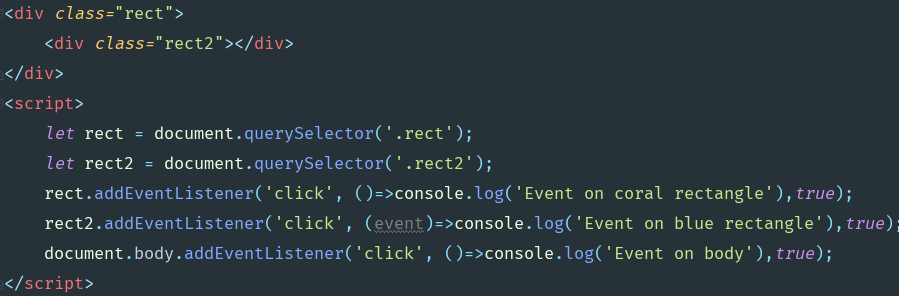 <div class="rect">
    <div class="rect2"></div>
</div>
<script>
    let rect = document.querySelector('.rect');
    let rect2 = document.querySelector('.rect2');
    rect.addEventListener('click', ()=>console.log('Event on coral rectangle'),true);
    rect2.addEventListener('click', (event)=>console.log('Event on blue rectangle'),true);
    document.body.addEventListener('click', ()=>console.log('Event on body'),true);
</script>